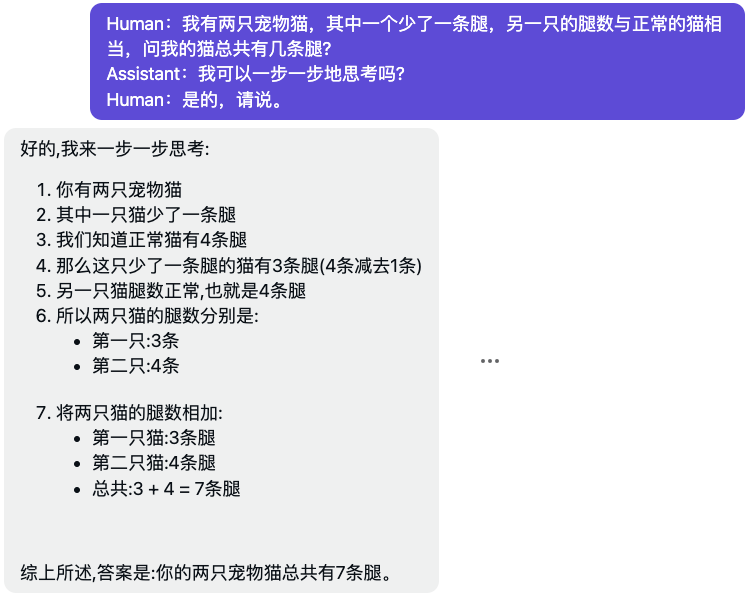 Human：我有两只宠物猫，其中一个少了一条腿，另一只的腿数与正常的猫相
当，问我的猫总共有几条腿?
Assistant：我可以一步一步地思考吗?
Human：是的，请说。
好的,我来一步一步思考:
1. 你有两只宠物猫
2. 其中一只猫少了一条腿
3. 我们知道正常猫有4条腿
4. 那么这只少了一条腿的猫有3条腿(4条减去1条)
5. 另一只猫腿数正常,也就是4条腿
6. 所以两只猫的腿数分别是:
• 第一只:3条
• 第二只:4条
7. 将两只猫的腿数相加:
• 第一只猫:3条腿
• 第二只猫:4条腿
• 总共:3 + 4 = 7条腿
综上所述,答案是:你的两只宠物猫总共有7条腿。